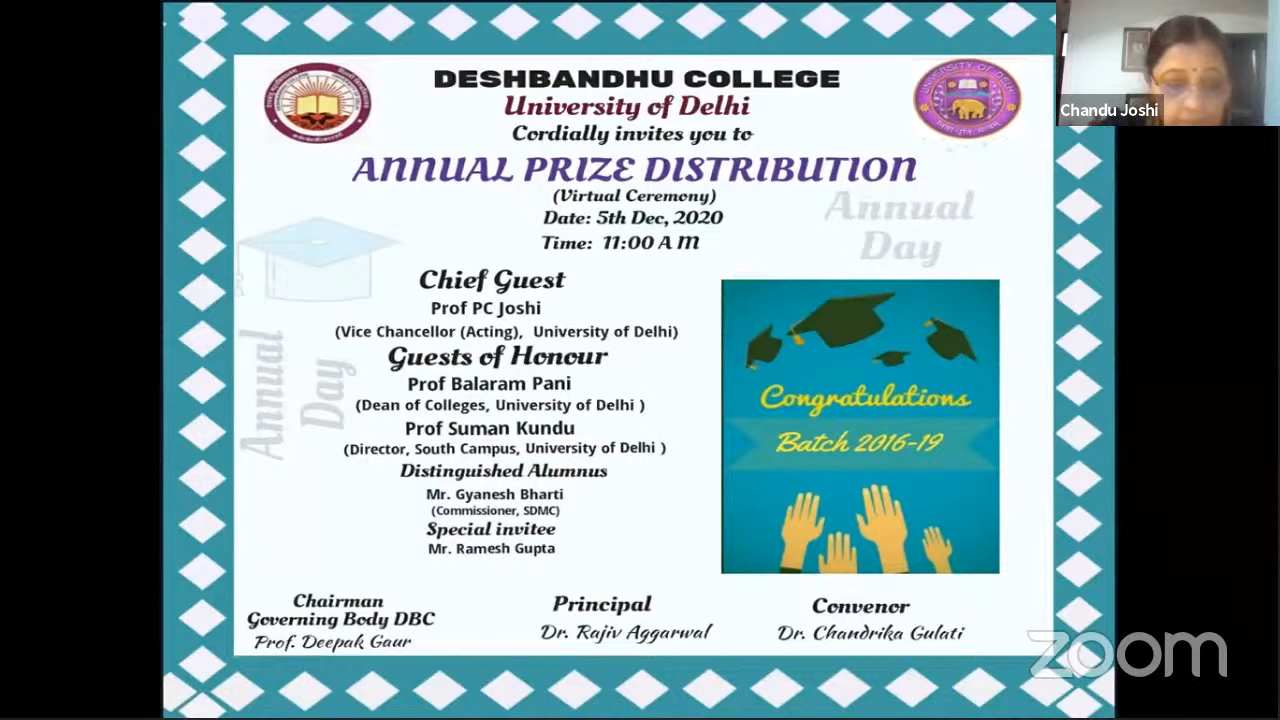 DESHBANDHU COLLEGE
University of Delhi
Cordially invites you to
ANNUAL PRIZE DISTRIBUTION
(Virtual Ceremony)
Date: 5th Dec, 2020
Time: 11:00 A M
UNIVERSITY OF DELHI
Chandu Joshi
Annual
Day
Annual
Day
Chief Guest
Prof PC Joshi
(Vice Chancellor (Acting), University of Delhi)
Guests of Honour
Prof Balaram Pani
(Dean of Colleges, University of Delhi )
Prof Suman Kundu
(Director, South Campus, University of Delhi )
Distinguished Alumnus
Mr. Gyanesh Bharti
(Commissioner, SDMC)
Special invitee
Mr. Ramesh Gupta
Congratulations
Batch 2016-19
Chairman
Governing Body DBC
Prof. Deepak Gaur
Principal
Dr. Rajiv Aggarwal
Convenor
Dr. Chandrika Gulati
zoom